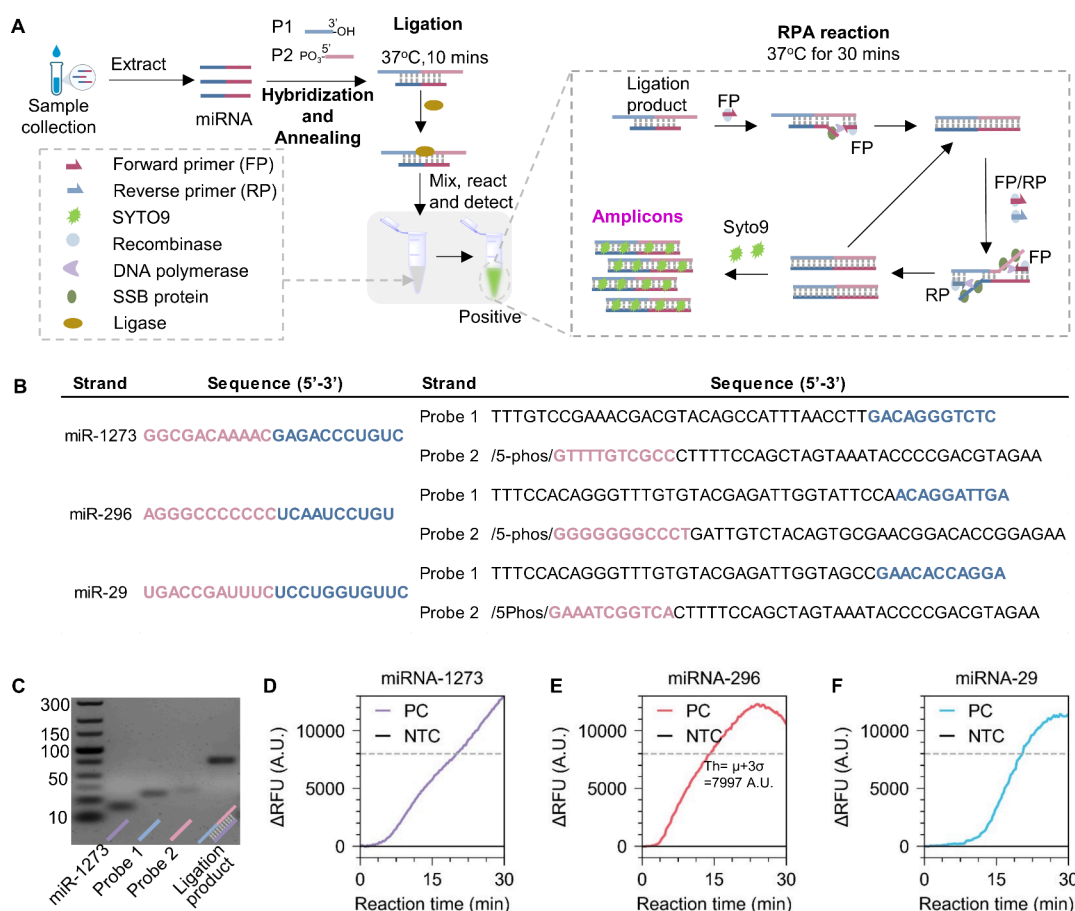 A
P1 3’ -OH
P2 PO3- 5’
Ligation
37oC,10 mins
RPA reaction
37oC for 30 mins
Extract
Sample
collection
miRNA
Hybridization
and
Annealing
Mix, react
and detect
Positive
Forward primer (FP)
Reverse primer (RP)
SYTO9
Recombinase
DNA polymerase
SSB protein
Ligase
Ligation
product
FP
FP
FP/RP
FP
RP
Syto9
Amplicons
B
Strand Sequence (5’-3’) Strand Sequence (5’-3’)
miR-1273 GGCGACAAAACGAGACCCUGUC
Probe 1 TTTGTCCGAAACGACGTACAGCCATTTAACCTTGACAGGGTCTC
Probe 2 /5-phos/GTTTTGTCGCCCTTTTCCAGCTAGTAAATACCCCGACGTAGAA
miR-296 AGGGCCCCCCCUCAAUCCUGU
Probe 1 TTTCCACAGGGTTTGTGTACGAGATTGGTATTCCAACAGGATTGA
Probe 2 /5-phos/GGGGGGGCCCTGATTGTCTACAGTGCGAACGGACACCGGAGAA
miR-29 UGACCGAUUUCUCCUGGUGUUC
Probe 1 TTTCCACAGGGTTTGTGTACGAGATTGGTAGCCGAACACCAGGA
Probe 2 /5Phos/GAAATCGGTCACTTTTCCAGCTAGTAAATACCCCGACGTAGAA
C
300
150
100
50
10
miR-1273
Probe 1
Probe 2
Ligation
product
D
miRNA-1273
PC
NTC
10000
5000
0
ΔRFU (A.U.)
0 15 30
Reaction time (min)
E
miRNA-296
PC
NTC
Th= μ+3σ
=7997 A.U.
10000
5000
0
ΔRFU (A.U.)
0 15 30
Reaction time (min)
F
miRNA-29
PC
NTC
10000
5000
0
ΔRFU (A.U.)
0 15 30
Reaction time (min)